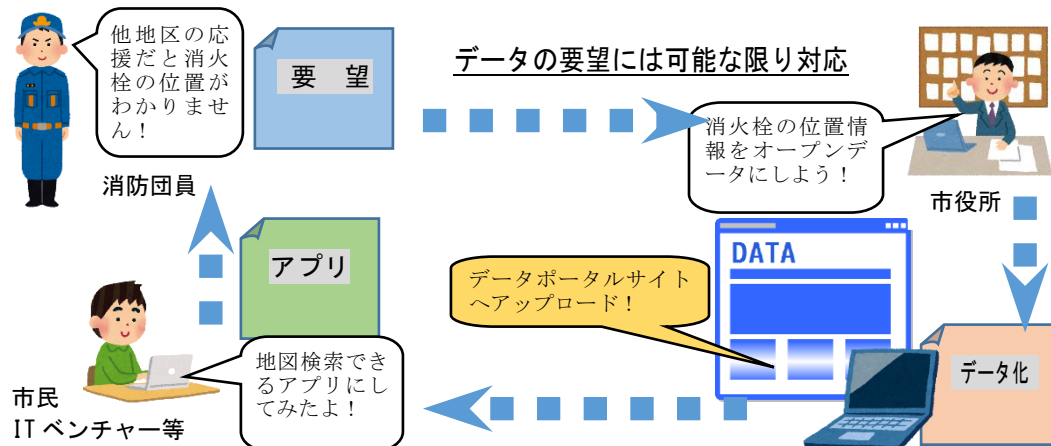 他地区の応
援だと消火
栓の位置が
わかりませ
ん！
要　望
データの要望には可能な限り対応
消火栓の位置情
報をオープンデ
ータにしよう！
消防団員
市役所
アプリ
DATA
データポータルサイト
へアップロード！
地図検索でき
るアプリにし
てみたよ！
データ化
市民
ITベンチャー等